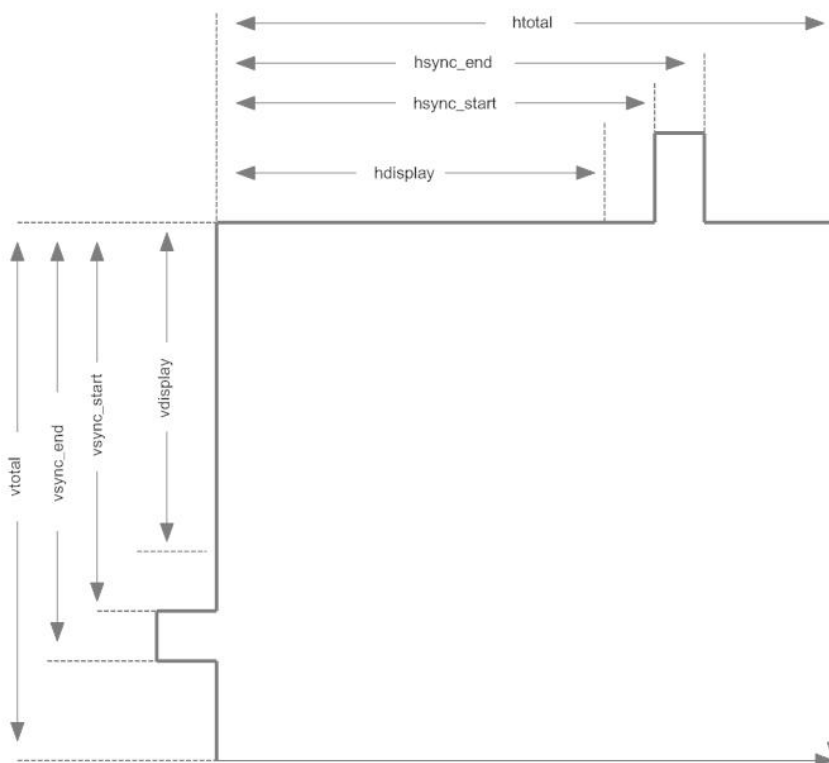 htotal
hsync_end
hsync_start
hdisplay
vtotal
vsync_end
vsync_start
vdisplay